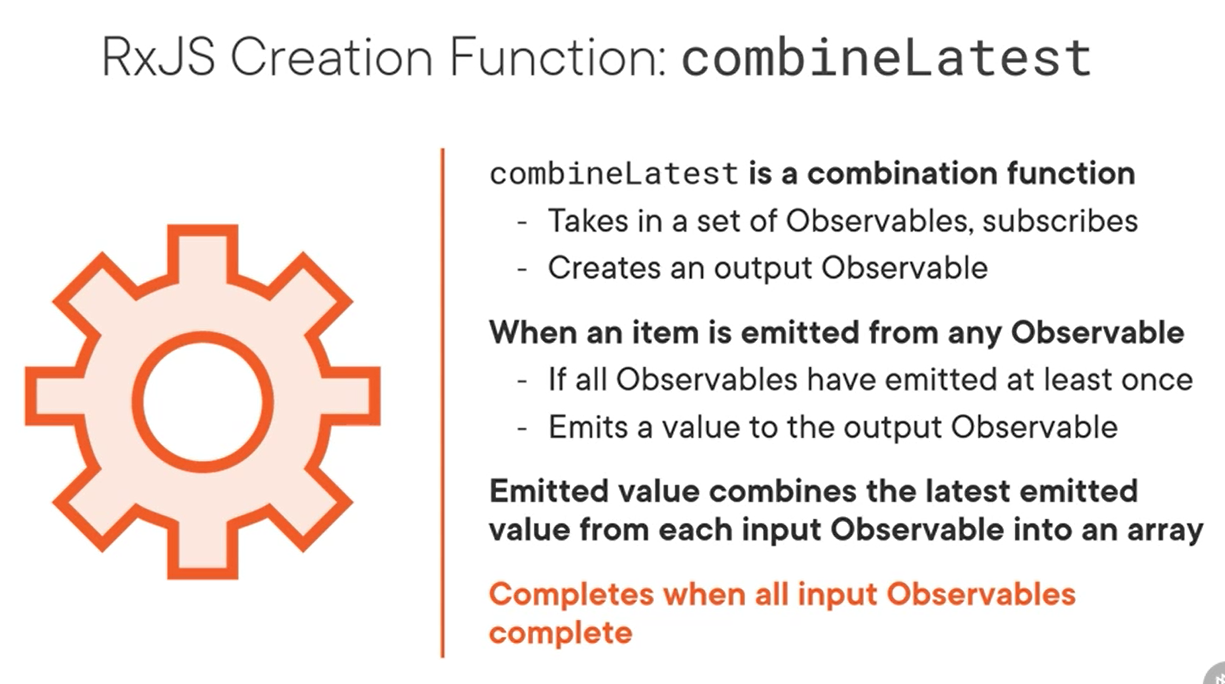 RxJS Creation Function: combineLatest
combineLatest is a combination function
- Takes in a set of Observables, subscribes
- Creates an output Observable
When an item is emitted from any Observable
- If all Observables have emitted at least once
- Emits a value to the output Observable
Emitted value combines the latest emitted
value from each input Observable into an array
Completes when all input Observables
complete